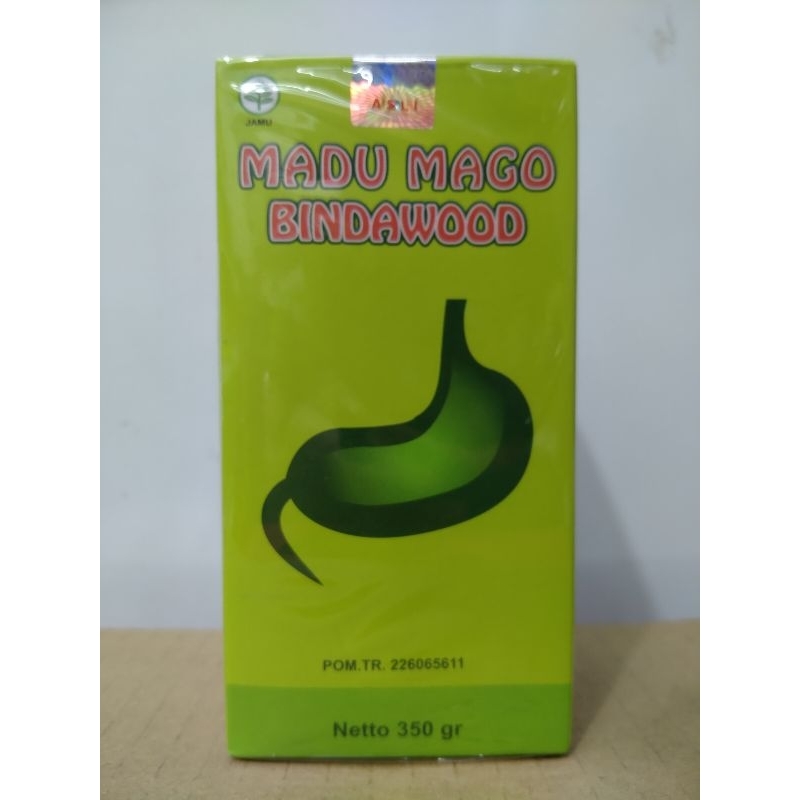 ASLI
JAMU
MADU MAGO
BINDAWOOD
POM.TR. 226065611
Netto 350 gr